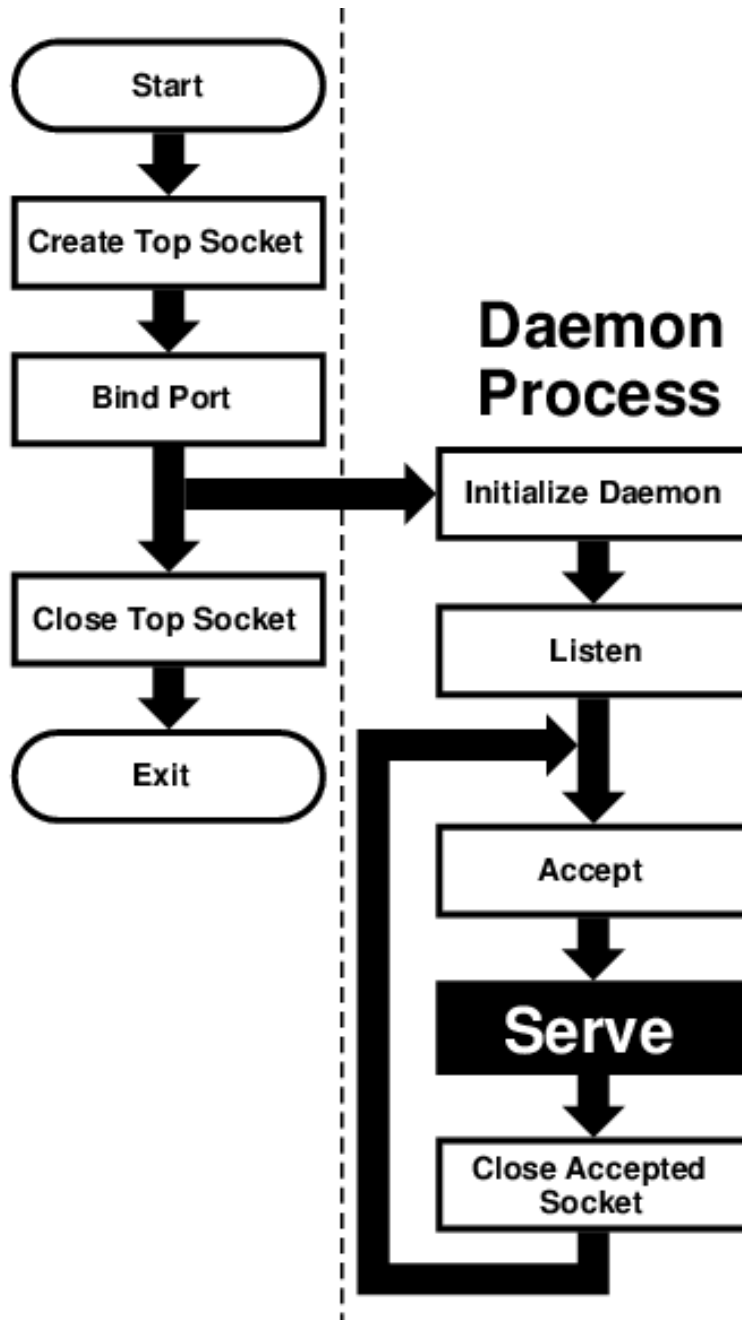 Start
Create Top Socket
Bind Port
Close Top Socket
Exit
Daemon
Process
Initialize Daemon
Listen
Accept
Serve
Close Accepted
Socket